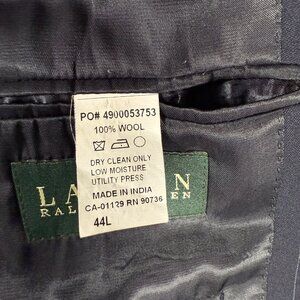 PO# 4900053753
100% WOOL
DRY CLEAN ONLY
LOW MOISTURE
UTILITY PRESS
MADE IN INDIA
CA-01129 RN 90736
44L
LA N
RAL EN